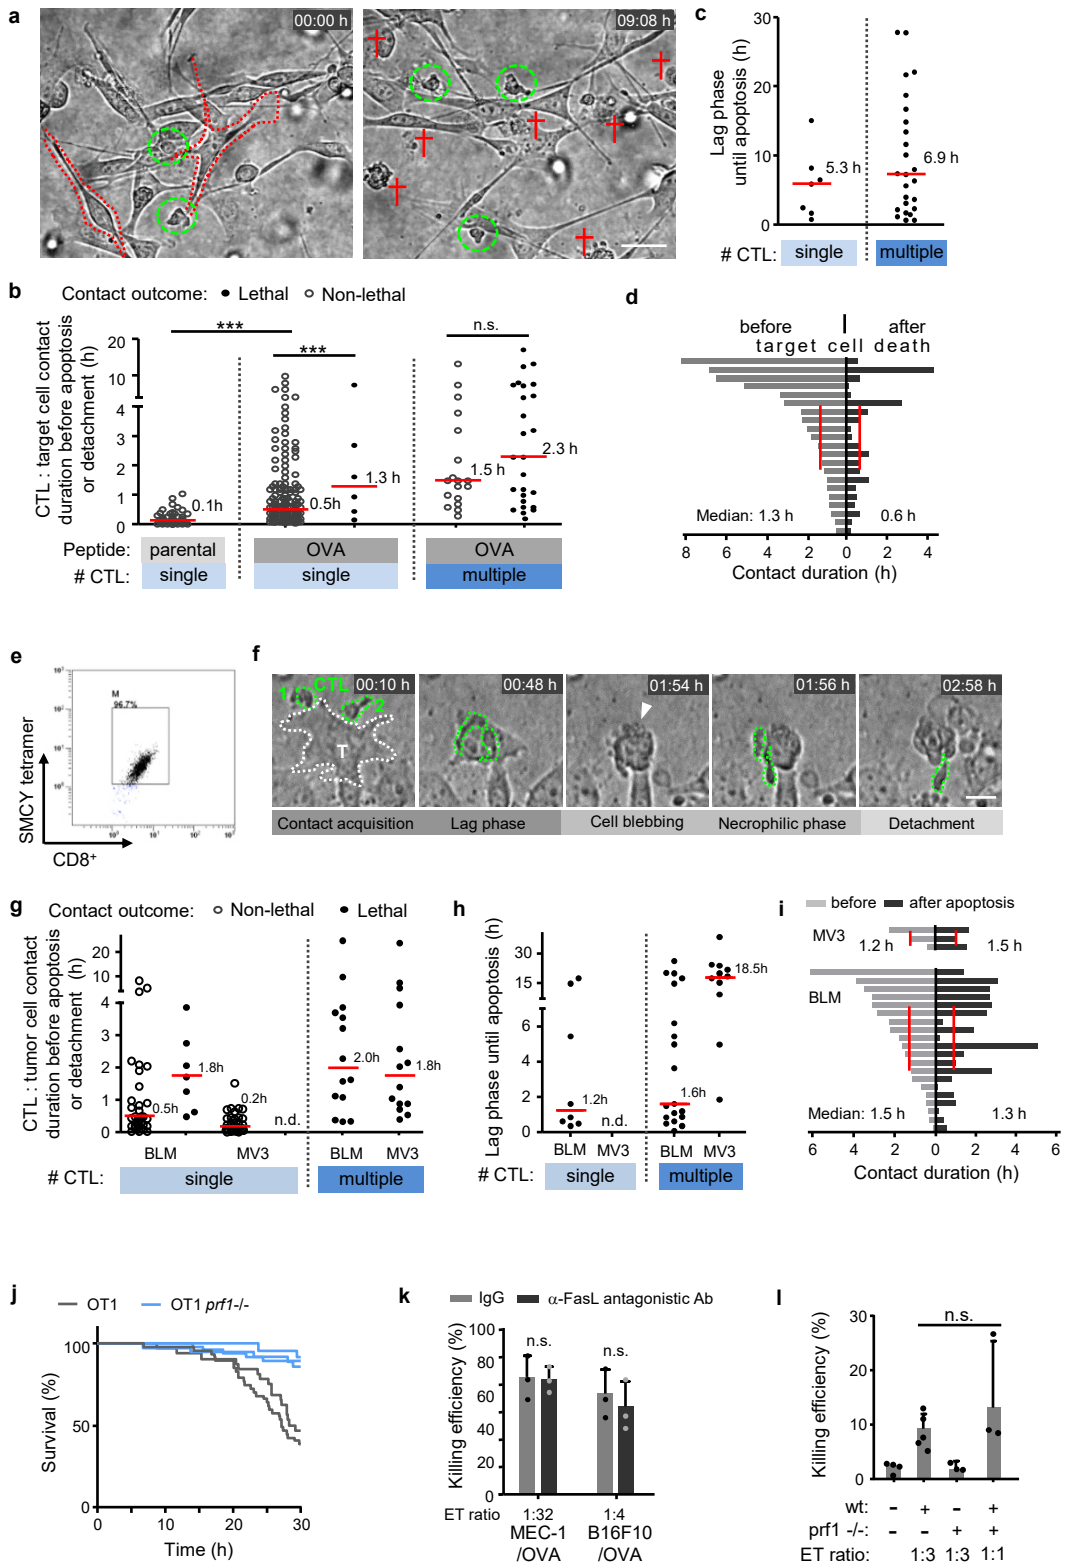 a
00:00 h
09:08 h
b
Contact outcome: ● Lethal ○ Non-lethal
CTL : target cell contact
duration before apoptosis
or detachment (h)
20
10
4
3
2
1
0
***
***
n.s.
0.1h
0.5h
1.3 h
1.5 h
2.3 h
Peptide: parental OVA OVA
# CTL: single single multiple
c
Lag phase
until apoptosis (h)
30
20
10
0
5.3 h
6.9 h
# CTL: single multiple
d
before after
target cell death
Median: 1.3 h 0.6 h
8 6 4 2 0 2 4
Contact duration (h)
e
M
96.7%
SMCY tetramer
CD8+
f
00:10 h
00:48 h
01:54 h
01:56 h
02:58 h
1 CTL 2
T
Contact acquisition Lag phase Cell blebbing Necrophilic phase Detachment
g
Contact outcome: ○ Non-lethal ● Lethal
CTL : tumor cell contact
duration before apoptosis
or detachment (h)
20
10
4
3
2
1
0
0.5h
1.8h
0.2h
n.d.
2.0h
1.8h
BLM MV3 BLM MV3
# CTL: single multiple
h
Lag phase until apoptosis (h)
30
15
6
4
2
0
1.2h
n.d.
1.6h
18.5h
BLM MV3 BLM MV3
# CTL: single multiple
i
before after apoptosis
MV3
1.2 h 1.5 h
BLM
Median: 1.5 h 1.3 h
6 4 2 0 2 4 6
Contact duration (h)
j
OT1 OT1 prf1-/-
Survival (%)
100
50
0
0 10 20 30
Time (h)
k
IgG α-FasL antagonistic Ab
Killing efficiency (%)
100
80
60
40
20
0
n.s.
n.s.
ET ratio 1:32 1:4
MEC-1 B16F10
/OVA /OVA
l
Killing efficiency (%)
30
20
10
0
n.s.
wt: - + - +
prf1 -/-: - - + +
ET ratio: 1:3 1:3 1:1